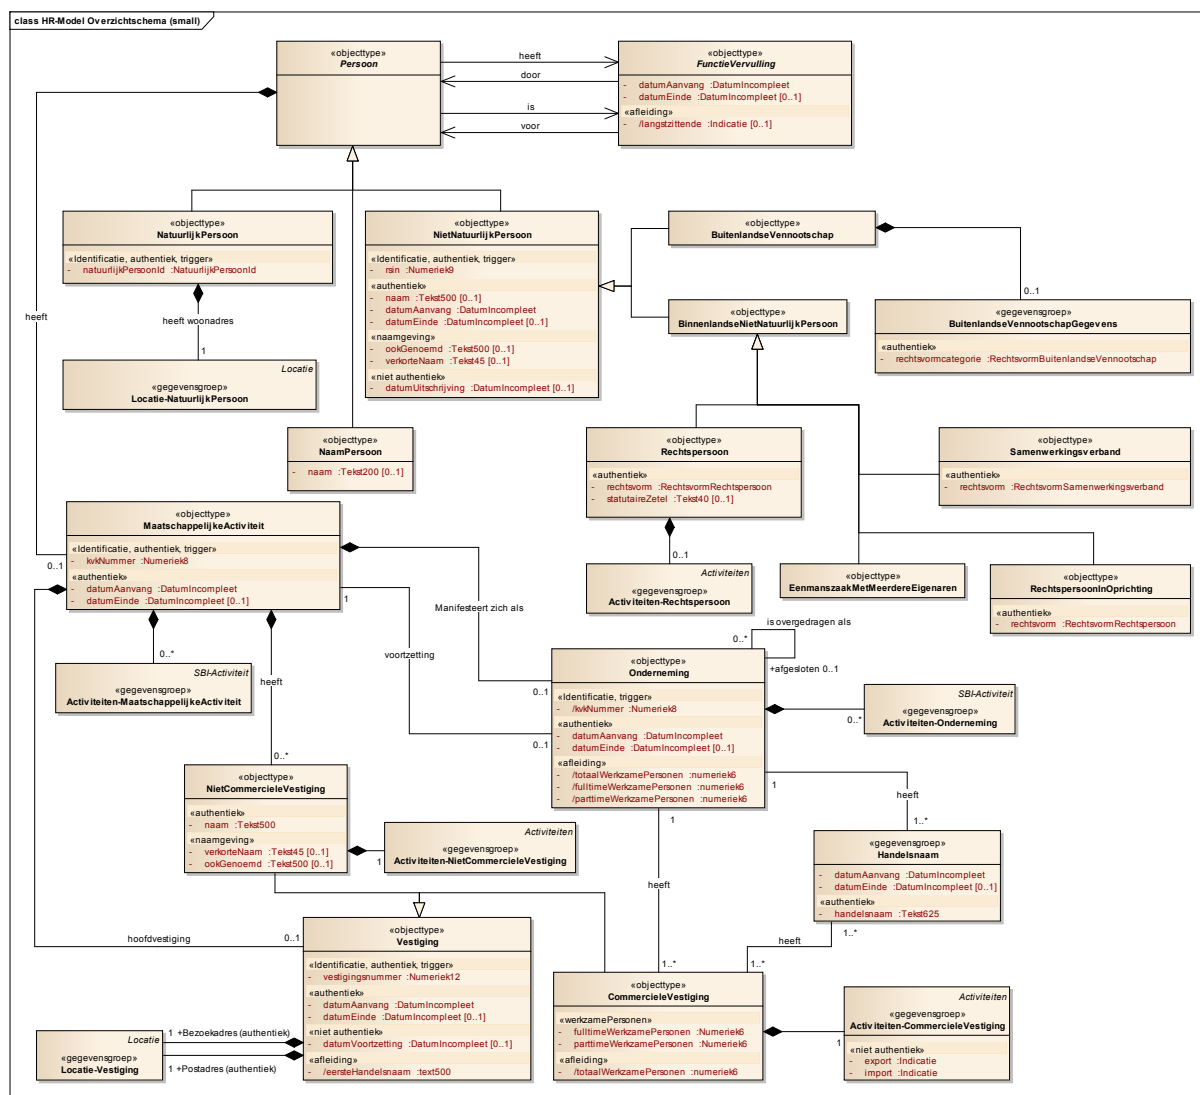 class HR-Model Overzichtschema (small)
«objecttype»
Persoon
heeft
door
is
voor
«objecttype»
FunctieVervulling
- datumAanvang :DatumIncompleet
- datumEinde :DatumIncompleet [0..1]
«afleiding»
- /langstzittende :Indicatie [0..1]
«objecttype»
NatuurlijkPersoon
«Identificatie, authentiek, trigger»
- natuurlijkPersoonId :NatuurlijkPersoonId
heeft woonadres
1
Locatie
«gegevensgroep»
Locatie-NatuurlijkPersoon
heeft
0..1
«objecttype»
NietNatuurlijkPersoon
«Identificatie, authentiek, trigger»
- rsin :Numeriek9
«authentiek»
- naam :Tekst500 [0..1]
- datumAanvang :DatumIncompleet
- datumEinde :DatumIncompleet [0..1]
«naamgeving»
- ookGenoemd :Tekst500 [0..1]
- verkorteNaam :Tekst45 [0..1]
«niet authentiek»
- datumUitschrijving :DatumIncompleet [0..1]
«objecttype»
BuitenlandseVennootschap
0..1
«objecttype»
BinnenlandseNietNatuurlijkPersoon
«gegevensgroep»
BuitenlandseVennootschapGegevens
«authentiek»
- rechtsvormcategorie :RechtsvormBuitenlandseVennootschap
«objecttype»
NaamPersoon
- naam :Tekst200 [0..1]
«objecttype»
Rechtspersoon
«authentiek»
- rechtsvorm :RechtsvormRechtspersoon
- statutaireZetel :Tekst40 [0..1]
0..1
Activiteiten
«gegevensgroep»
Activiteiten-Rechtspersoon
«objecttype»
Samenwerkingsverband
«authentiek»
- rechtsvorm :RechtsvormSamenwerkingsverband
«objecttype»
EenmanszaakMetMeerdereEigenaren
«objecttype»
RechtspersoonInOprichting
«authentiek»
- rechtsvorm :RechtsvormRechtspersoon
«objecttype»
MaatschappelijkeActiviteit
«Identificatie, authentiek, trigger»
- kvkNummer :Numeriek8
«authentiek»
- datumAanvang :DatumIncompleet
- datumEinde :DatumIncompleet [0..1]
1
Manifesteert zich als
0..1
voortzetting
0..1
0..*
SBI-Activiteit
«gegevensgroep»
Activiteiten-MaatschappelijkeActiviteit
heeft
0..*
is overgedragen als
0..*
+afgesloten 0..1
«objecttype»
Onderneming
«Identificatie, trigger»
- /kvkNummer :Numeriek8
«authentiek»
- datumAanvang :DatumIncompleet
- datumEinde :DatumIncompleet [0..1]
«afleiding»
- /totaalWerkzamePersonen :numeriek6
- /fulltimeWerkzamePersonen :numeriek6
- /parttimeWerkzamePersonen :numeriek6
0..*
SBI-Activiteit
«gegevensgroep»
Activiteiten-Onderneming
1
heeft
1..*
1
heeft
1..*
«objecttype»
NietCommercieleVestiging
«authentiek»
- naam :Tekst500
«naamgeving»
- verkorteNaam :Tekst45 [0..1]
- ookGenoemd :Tekst500 [0..1]
1
Activiteiten
«gegevensgroep»
Activiteiten-NietCommercieleVestiging
«gegevensgroep»
Handelsnaam
- datumAanvang :DatumIncompleet
- datumEinde :DatumIncompleet [0..1]
«authentiek»
- handelsnaam :Tekst625
1..*
heeft
1..*
hoofdvestiging
0..1
«objecttype»
Vestiging
«Identificatie, authentiek, trigger»
- vestigingsnummer :Numeriek12
«authentiek»
- datumAanvang :DatumIncompleet
- datumEinde :DatumIncompleet [0..1]
«niet authentiek»
- datumVoortzetting :DatumIncompleet [0..1]
«afleiding»
- /eersteHandelsnaam :text500
1 +Bezoekadres (authentiek)
1 +Postadres (authentiek)
Locatie
«gegevensgroep»
Locatie-Vestiging
«objecttype»
CommercieleVestiging
«werkzamePersonen»
- fulltimeWerkzamePersonen :Numeriek6
- parttimeWerkzamePersonen :Numeriek6
«afleiding»
- /totaalWerkzamePersonen :numeriek6
1
Activiteiten
«gegevensgroep»
Activiteiten-CommercieleVestiging
«niet authentiek»
- export :Indicatie
- import :Indicatie